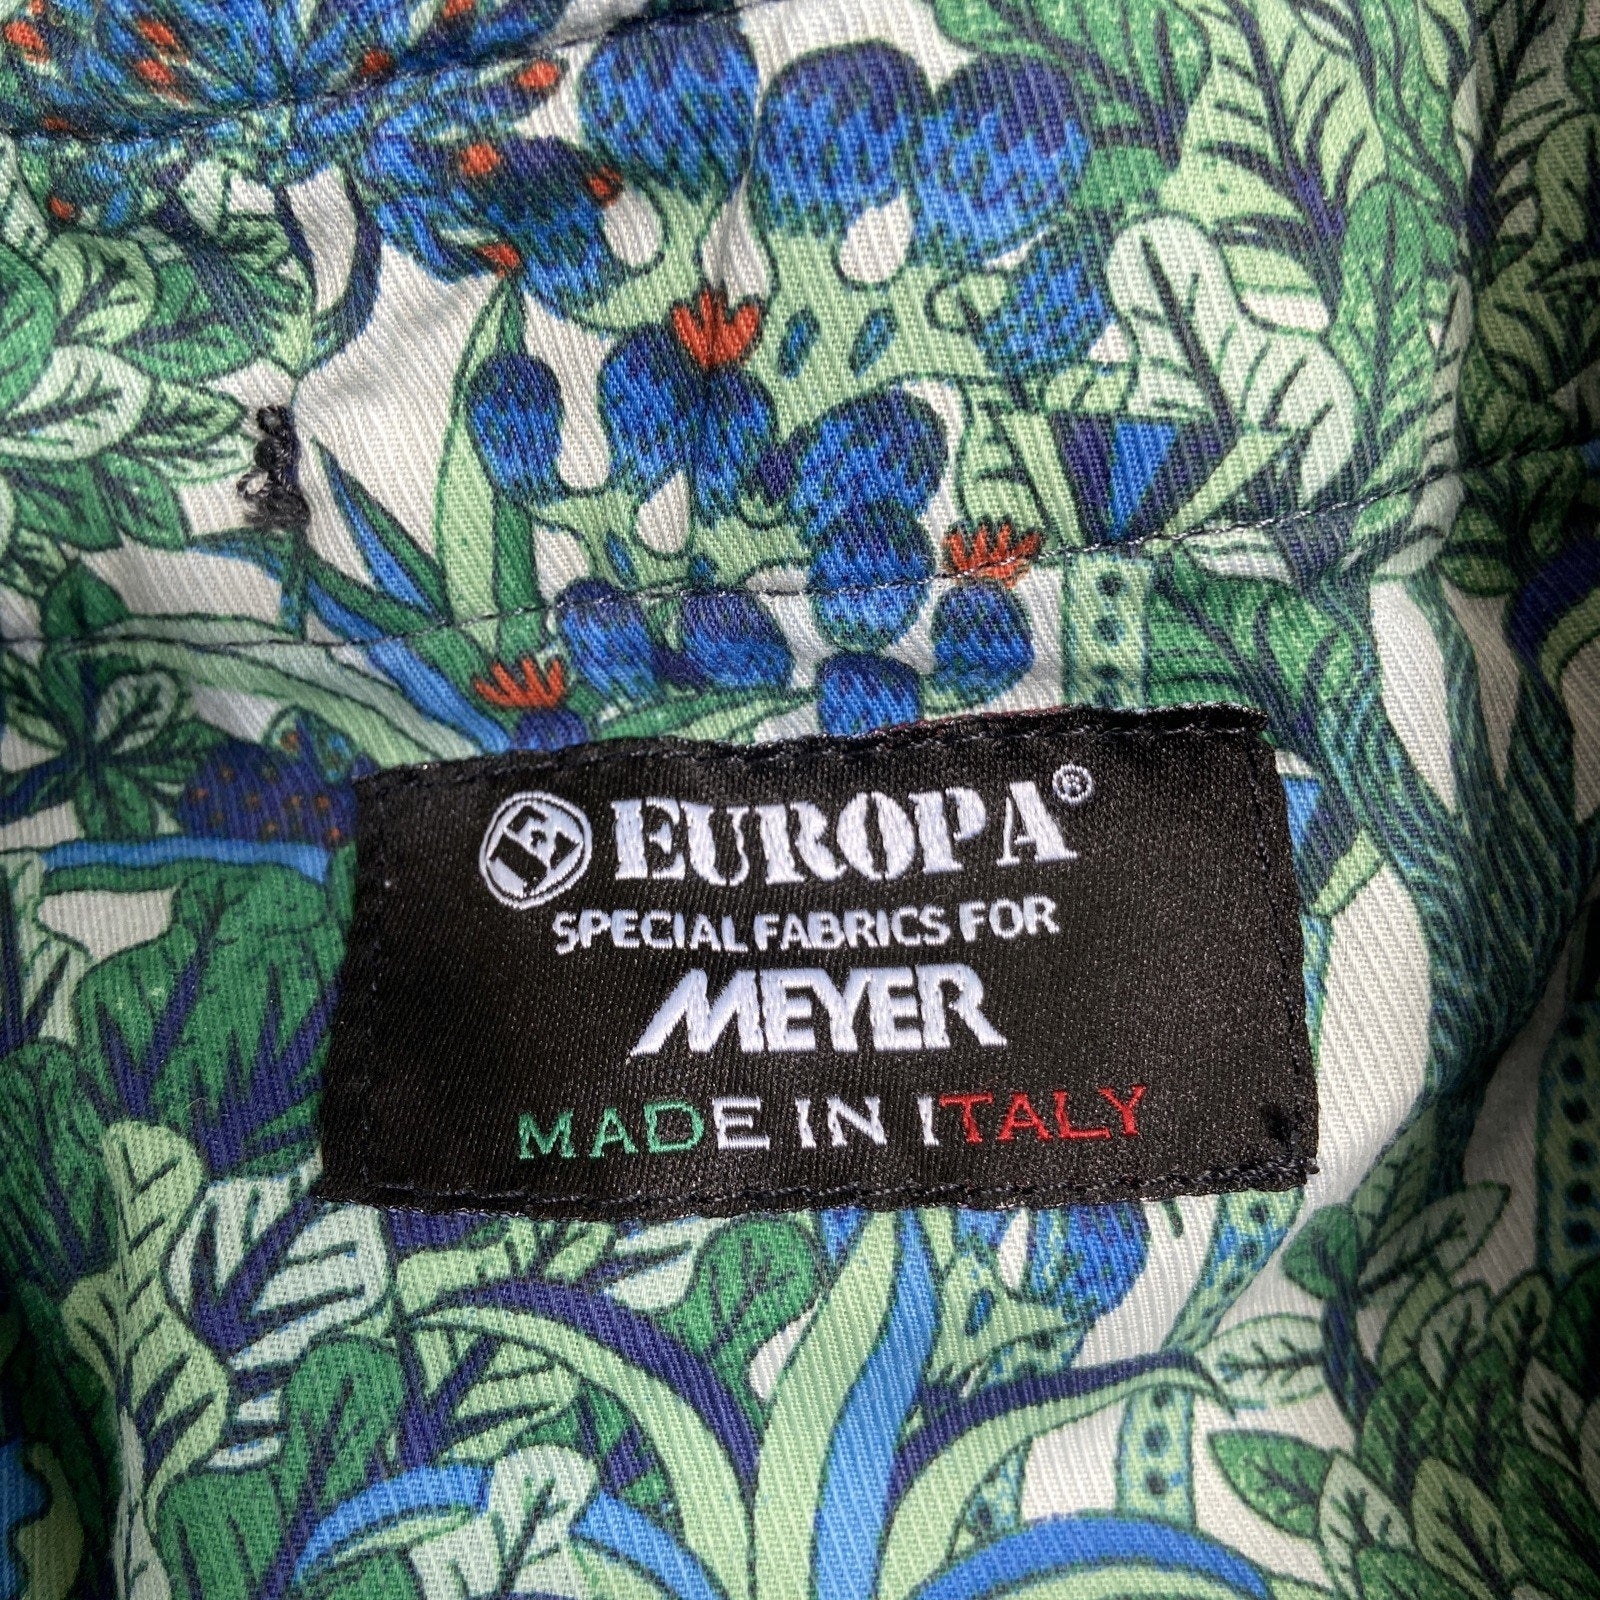 E EUROPA®
SPECIAL FABRICS FOR
MEYER
MADE IN ITALY